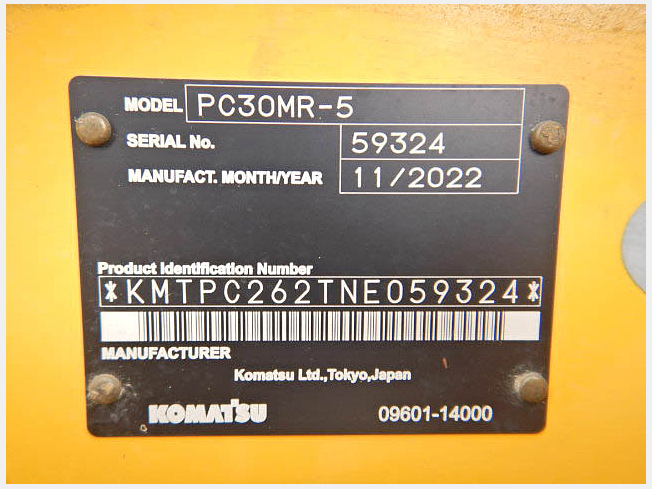 MODEL PC30MR-5
SERIAL No. 59324
MANUFACT. MONTH/YEAR 11/2022
Product Identification Number
*KMTPC262TNE059324*
MANUFACTURER
Komatsu Ltd.,Tokyo,Japan
KOMATSU 09601-14000